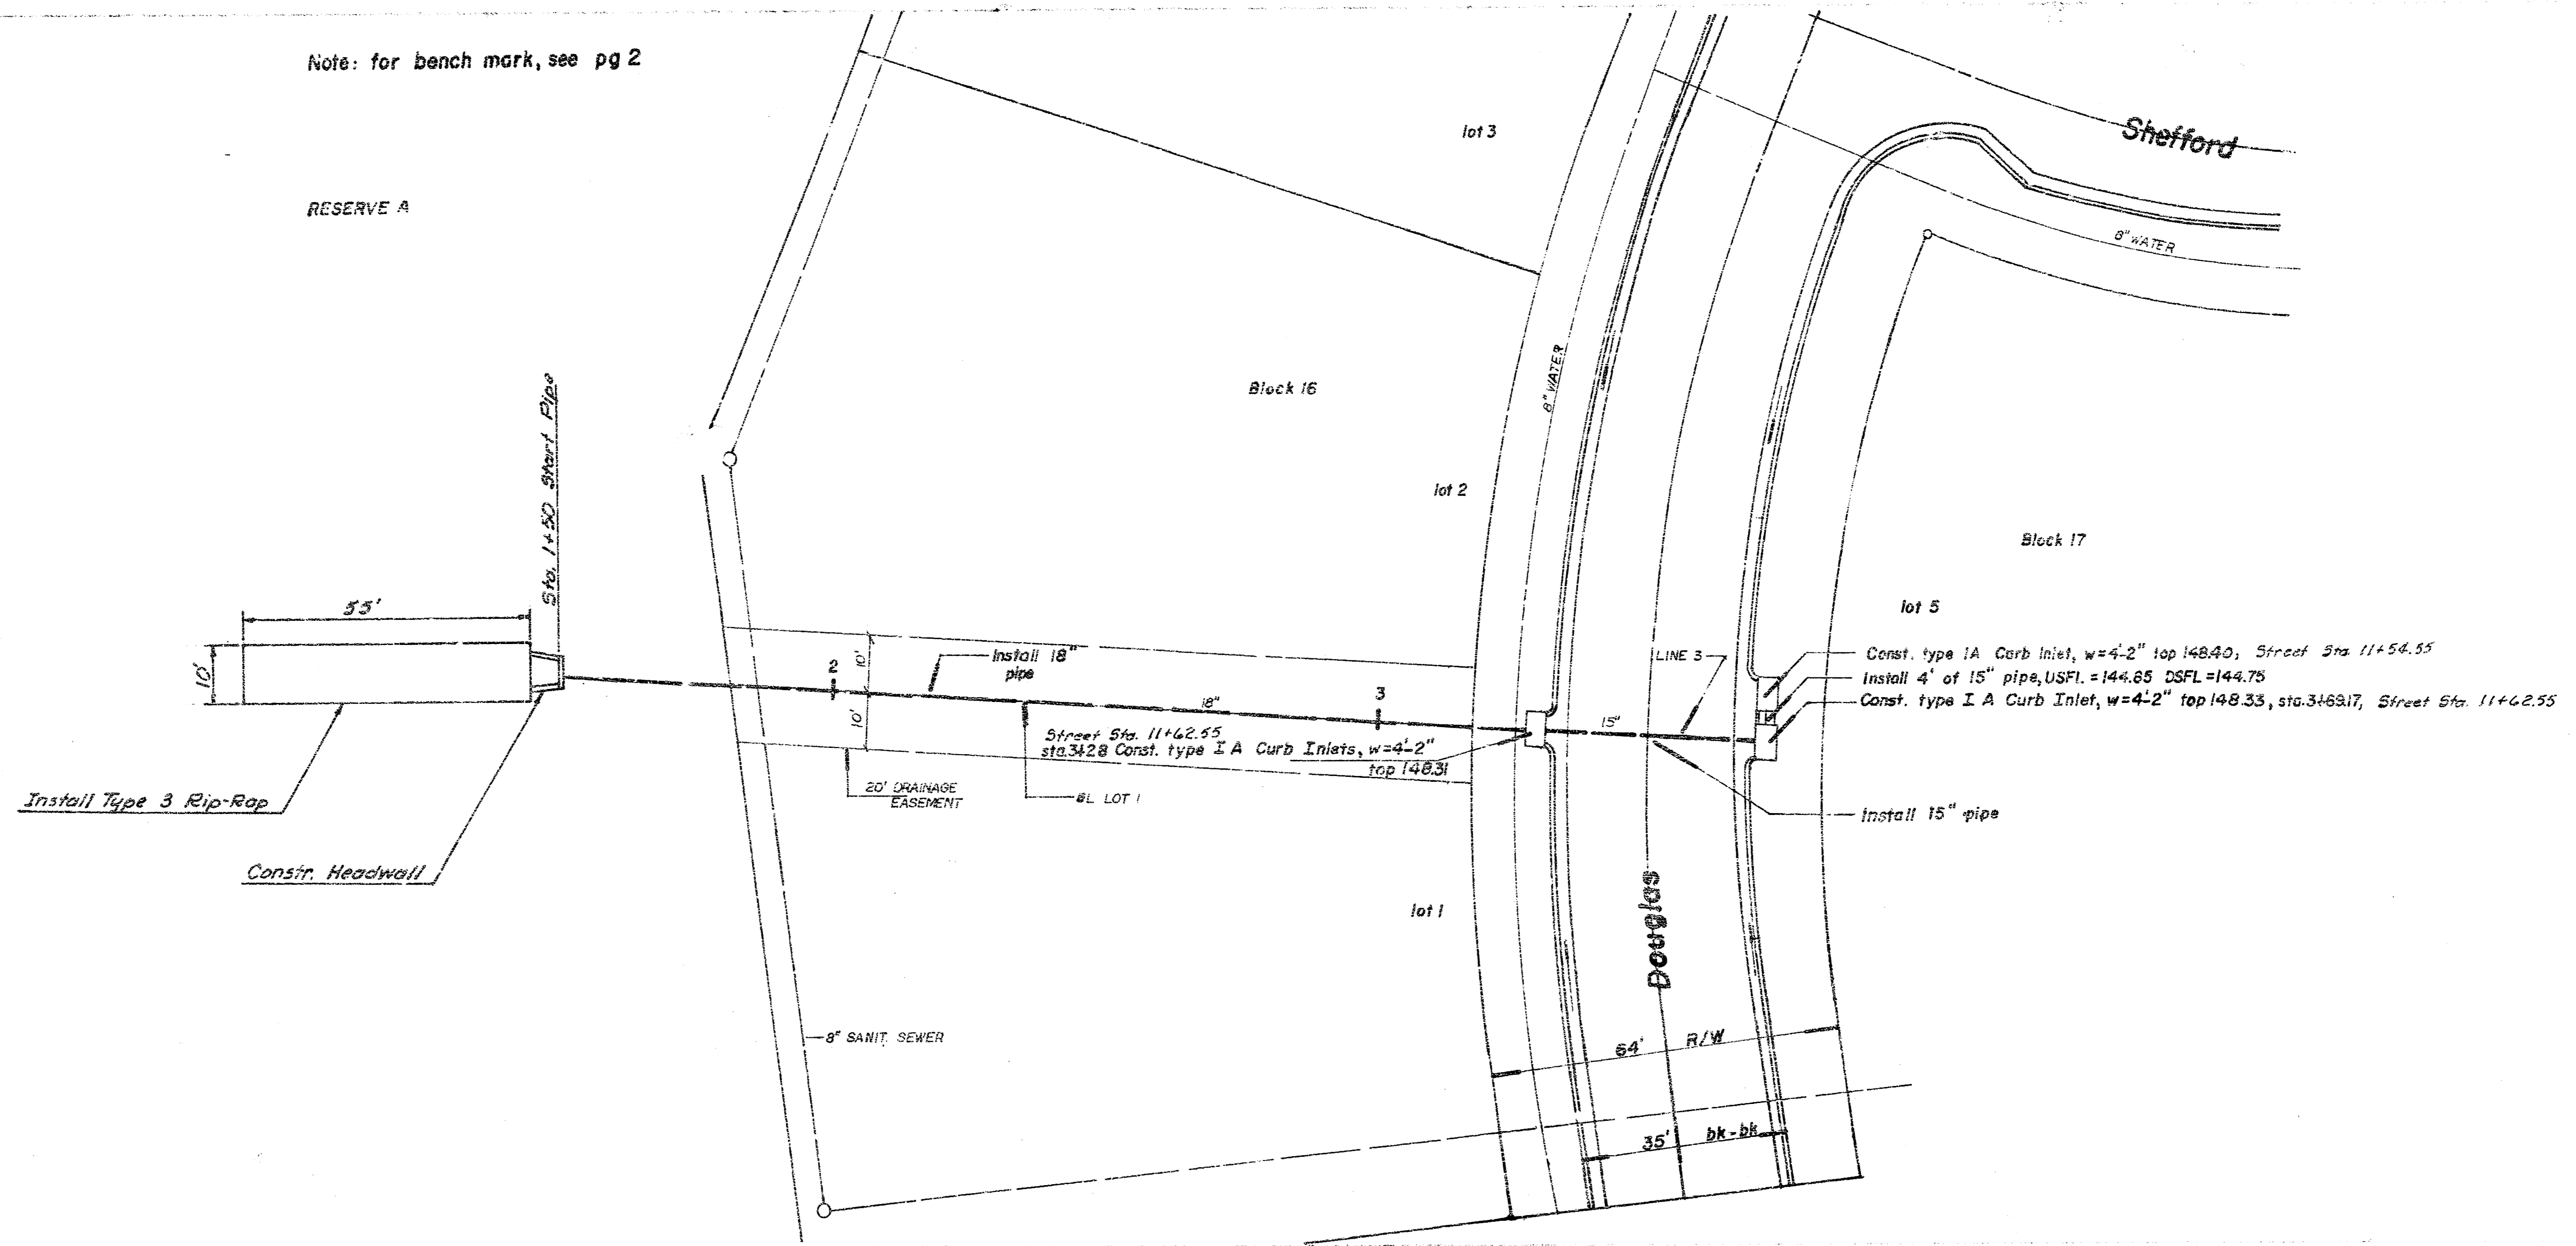 Note: for bench mark, see pg 2
RESERVE A
lot 3
Shefford
8" WATER
8" WATER
Block 16
lot 2
Block 17
lot 5
Sta. 1+50 Start Pipe
55'
10'
Install Type 3 Rip-Rap
Constr. Headwall
2
10'
10'
Install 18"
pipe
18"
3
Street Sta. 11+62.55
sta.3+28 Const. type I A Curb Inlets, w=4'-2"
top 148.31
20' DRAINAGE
EASEMENT
LOT 1
LINE 3
15"
Const. type 1A Curb Inlet, w=4'-2" top 148.40, Street Sta 11+54.55
Install 4' of 15" pipe, USFl. = 144.85 DSFL = 144.75
Const. type I A Curb Inlet, w=4'-2" top 148.33, sta.3+69.17, Street Sta. 11+62.55
Install 15" pipe
lot 1
Douglas
8" SANIT. SEWER
64' R/W
35' bk-bk